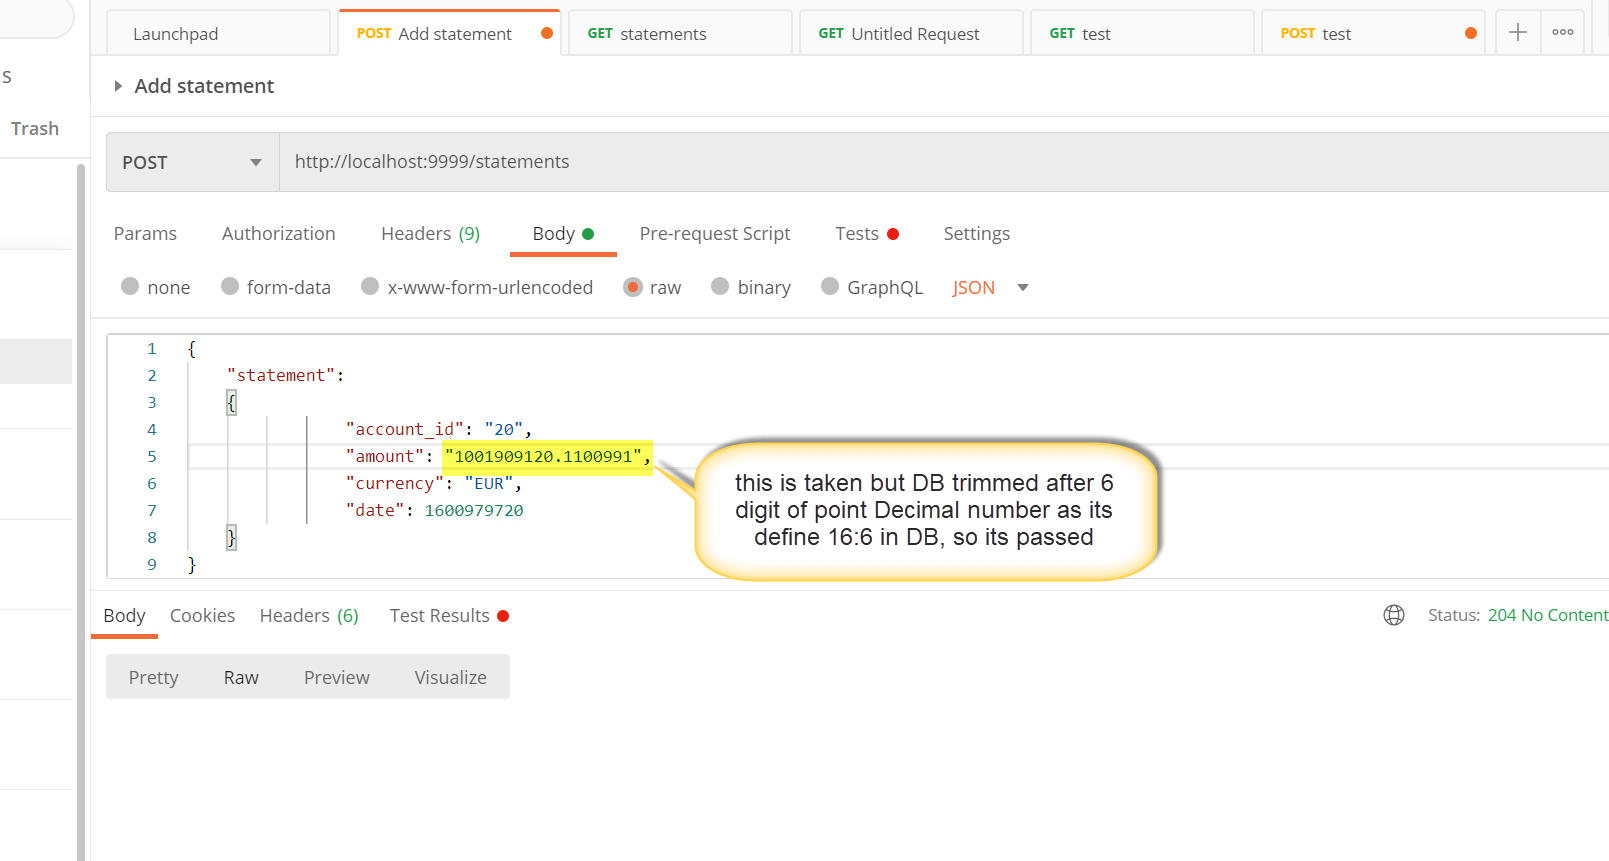 Launchpad
POST Add statement
GET statements
GET Untitled Request
GET test
POST test
s
Trash
Add statement
POST
http://localhost:9999/statements
Params Authorization Headers (9) Body Pre-request Script Tests Settings
none form-data x-www-form-urlencoded raw binary GraphQL JSON
1 {
2 "statement":
3 {
4 "account_id": "20",
5 "amount": "1001909120.1100991",
6 "currency": "EUR",
7 "date": 1600979720
8 }
9 }
this is taken but DB trimmed after 6
digit of point Decimal number as its
define 16:6 in DB, so its passed
Body Cookies Headers (6) Test Results
Status: 204 No Content
Pretty Raw Preview Visualize